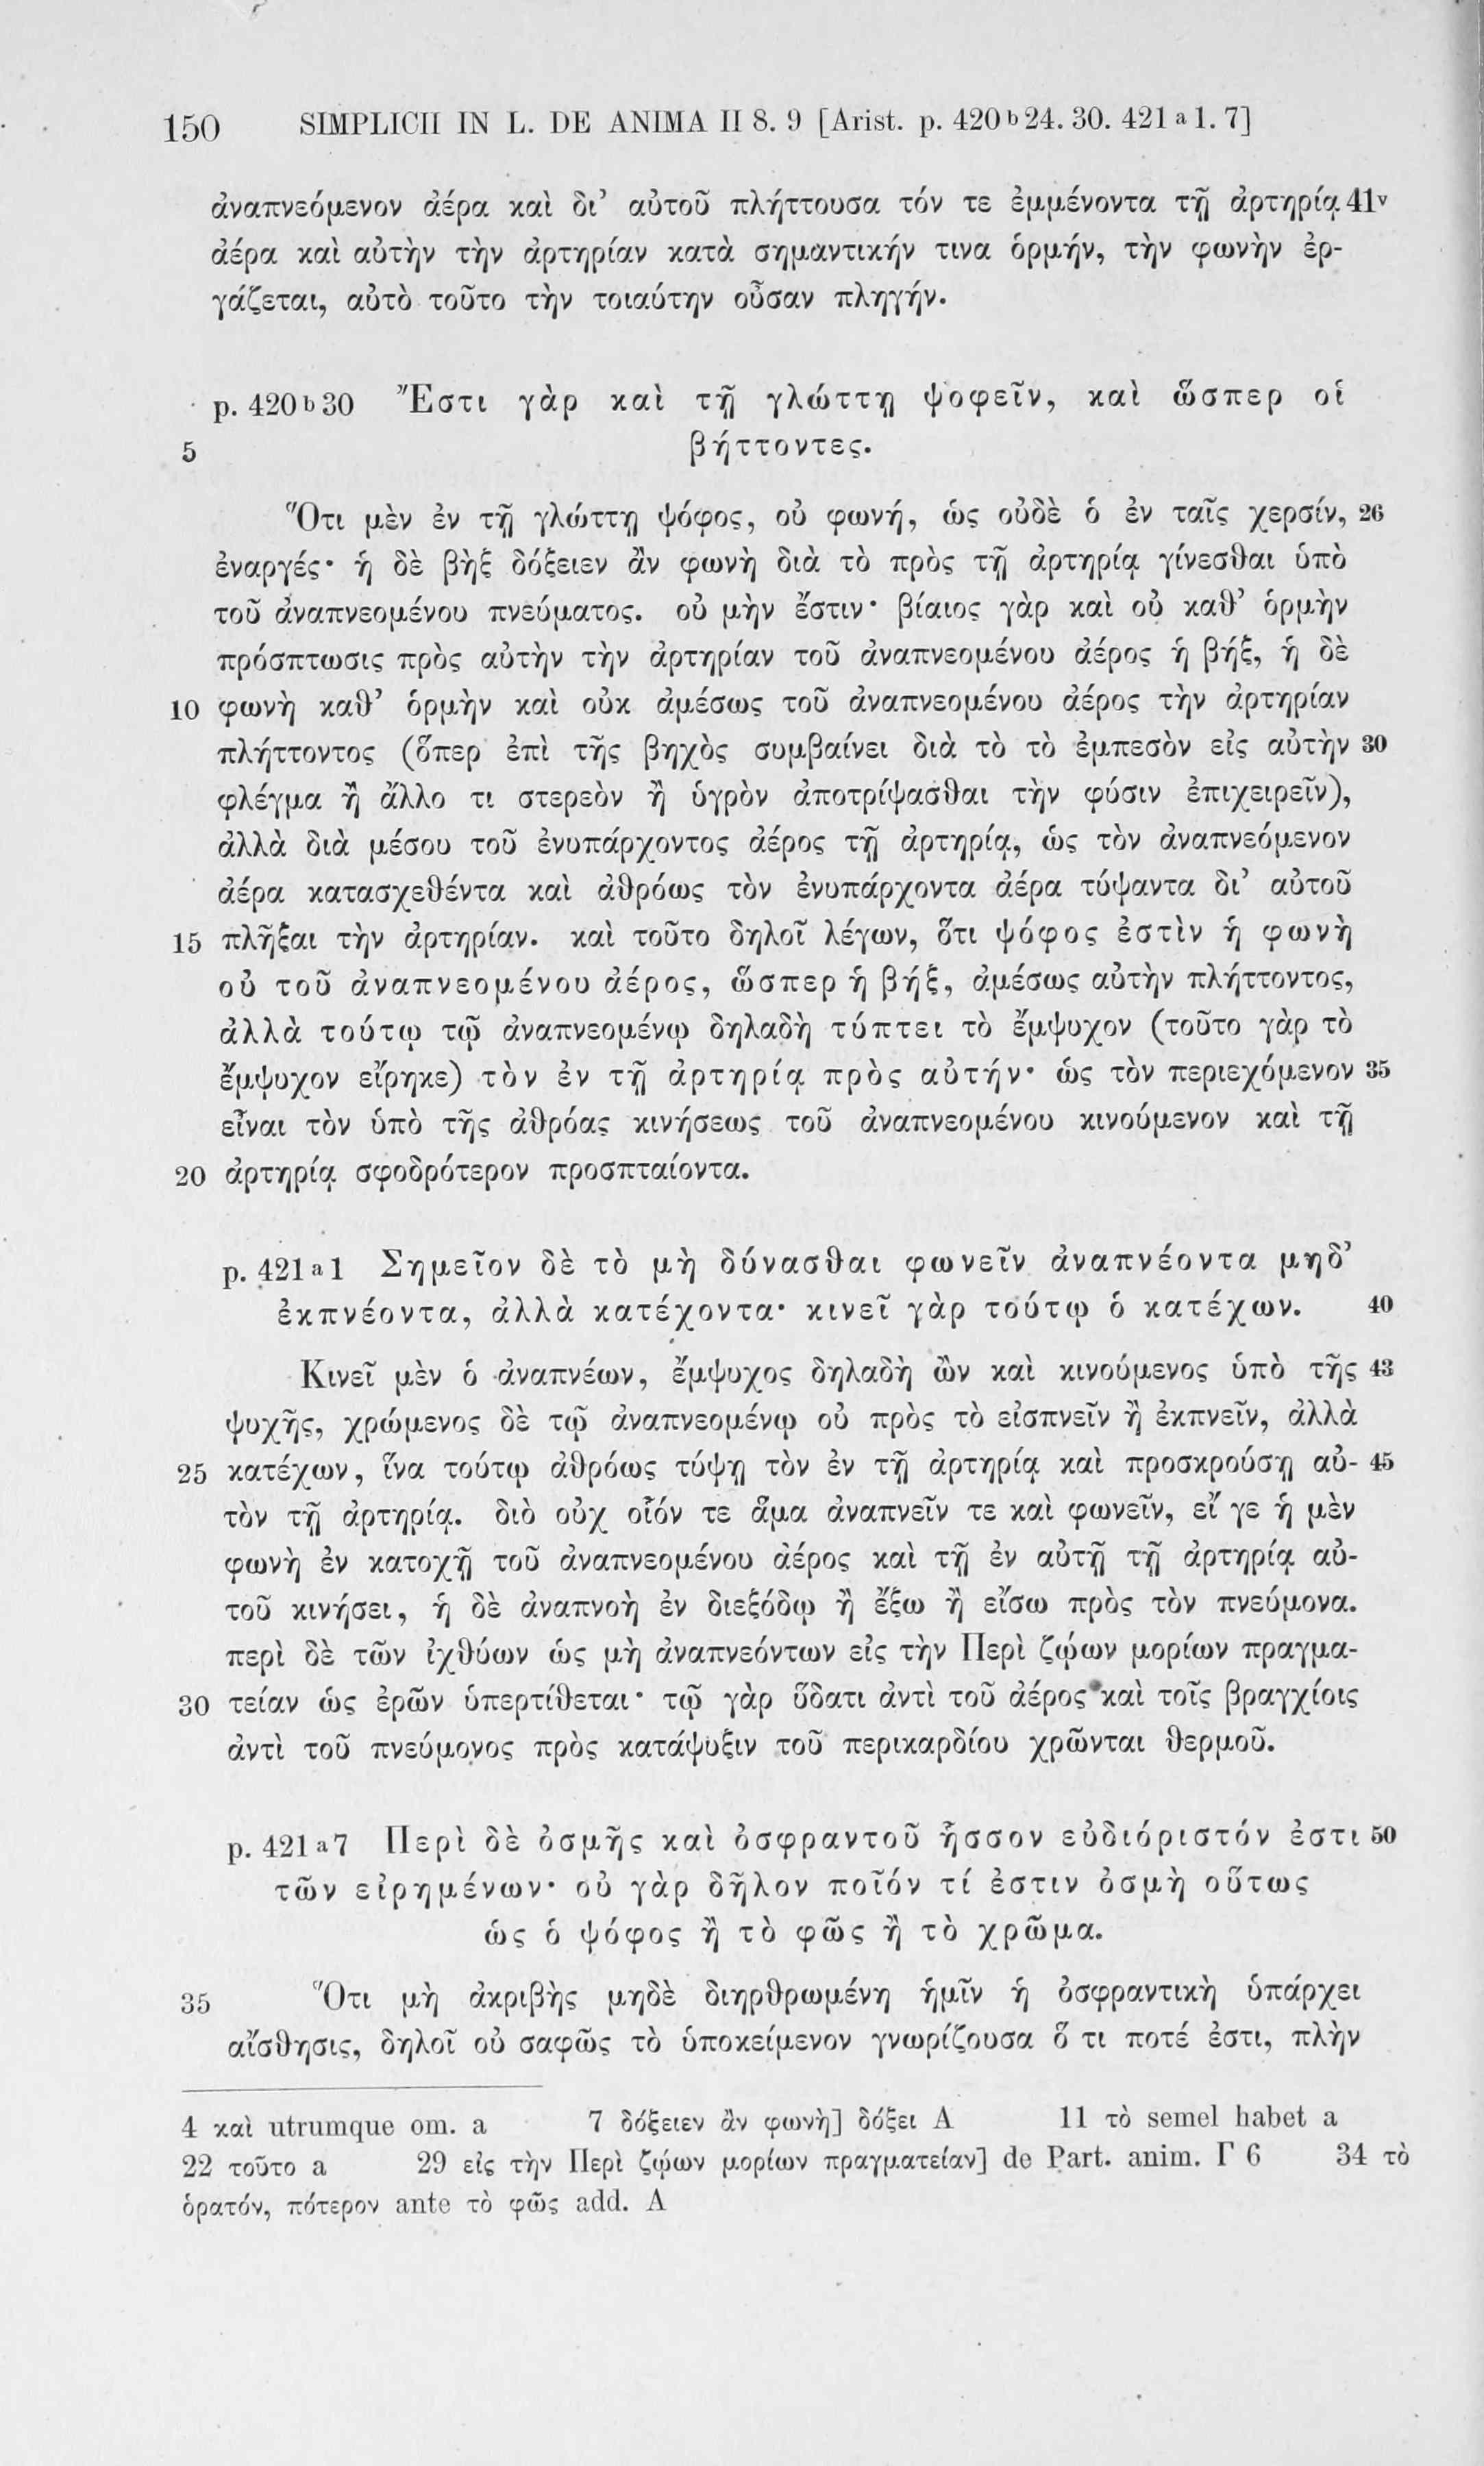 150 SIMPLICII IN L. DE ANIMA II 8. 9 [Arist. p. 420 b 24. 30. 421 a 1. 7]
ἀναπνεόμενον ἀέρα καὶ δι’ αὐτοῦ πλήττουσα τόν τε ἐμμένοντα τῇ ἀρτηρίᾳ 41v
ἀέρα καὶ αὐτὴν τὴν ἀρτηρίαν κατὰ σημαντικήν τινα ὁρμήν, τὴν φωνὴν ἐρ-
γάζεται, αὐτὸ τοῦτο τὴν τοιαύτην οὖσαν πληγήν.
p. 420 b 30 Ἔστι γὰρ καὶ τῇ γλώττῃ ψοφεῖν, καὶ ὥσπερ οἱ
5 βήττοντες.
Ὅτι μὲν ἐν τῇ γλώττῃ ψόφος, οὐ φωνή, ὡς οὐδὲ ὁ ἐν ταῖς χερσίν, 26
ἐναργές· ἡ δὲ βὴξ δόξειεν ἂν φωνὴ διὰ τὸ πρὸς τῇ ἀρτηρίᾳ γίνεσθαι ὑπὸ
τοῦ ἀναπνεομένου πνεύματος. οὐ μὴν ἔστιν· βίαιος γὰρ καὶ οὐ καθ’ ὁρμὴν
πρόσπτωσις πρὸς αὐτὴν τὴν ἀρτηρίαν τοῦ ἀναπνεομένου ἀέρος ἡ βήξ, ἡ δὲ
10 φωνὴ καθ’ ὁρμὴν καὶ οὐκ ἀμέσως τοῦ ἀναπνεομένου ἀέρος τὴν ἀρτηρίαν
πλήττοντος (ὅπερ ἐπὶ τῆς βηχὸς συμβαίνει διὰ τὸ τὸ ἐμπεσὸν εἰς αὐτὴν 30
φλέγμα ἢ ἄλλο τι στερεὸν ἢ ὑγρὸν ἀποτρίψασθαι τὴν φύσιν ἐπιχειρεῖν),
ἀλλὰ διὰ μέσου τοῦ ἐνυπάρχοντος ἀέρος τῇ ἀρτηρίᾳ, ὡς τὸν ἀναπνεόμενον
ἀέρα κατασχεθέντα καὶ ἀθρόως τὸν ἐνυπάρχοντα ἀέρα τύψαντα δι’ αὐτοῦ
15 πλῆξαι τὴν ἀρτηρίαν. καὶ τοῦτο δηλοῖ λέγων, ὅτι ψόφος ἐστὶν ἡ φωνὴ
οὐ τοῦ ἀναπνεομένου ἀέρος, ὥσπερ ἡ βήξ, ἀμέσως αὐτὴν πλήττοντος,
ἀλλὰ τούτῳ τῷ ἀναπνεομένῳ δηλαδὴ τύπτει τὸ ἔμψυχον (τοῦτο γὰρ τὸ
ἔμψυχον εἴρηκε) τὸν ἐν τῇ ἀρτηρίᾳ πρὸς αὐτήν· ὡς τὸν περιεχόμενον 35
εἶναι τὸν ὑπὸ τῆς ἀθρόας κινήσεως τοῦ ἀναπνεομένου κινούμενον καὶ τῇ
20 ἀρτηρίᾳ σφοδρότερον προσπταίοντα.
p. 421 a 1 Σημεῖον δὲ τὸ μὴ δύνασθαι φωνεῖν ἀναπνέοντα μηδ’
ἐκπνέοντα, ἀλλὰ κατέχοντα· κινεῖ γὰρ τούτῳ ὁ κατέχων. 40
Κινεῖ μὲν ὁ ἀναπνέων, ἔμψυχος δηλαδὴ ὢν καὶ κινούμενος ὑπὸ τῆς 43
ψυχῆς, χρώμενος δὲ τῷ ἀναπνεομένῳ οὐ πρὸς τὸ εἰσπνεῖν ἢ ἐκπνεῖν, ἀλλὰ
25 κατέχων, ἵνα τούτῳ ἀθρόως τύψῃ τὸν ἐν τῇ ἀρτηρίᾳ καὶ προσκρούσῃ αὐ- 45
τὸν τῇ ἀρτηρίᾳ. διὸ οὐχ οἷόν τε ἅμα ἀναπνεῖν τε καὶ φωνεῖν, εἴ γε ἡ μὲν
φωνὴ ἐν κατοχῇ τοῦ ἀναπνεομένου ἀέρος καὶ τῇ ἐν αὐτῇ τῇ ἀρτηρίᾳ αὐ-
τοῦ κινήσει, ἡ δὲ ἀναπνοὴ ἐν διεξόδῳ ἢ ἔξω ἢ εἴσω πρὸς τὸν πνεύμονα.
περὶ δὲ τῶν ἰχθύων ὡς μὴ ἀναπνεόντων εἰς τὴν Περὶ ζῴων μορίων πραγμα-
30 τείαν ὡς ἐρῶν ὑπερτίθεται· τῷ γὰρ ὕδατι ἀντὶ τοῦ ἀέρος καὶ τοῖς βραγχίοις
ἀντὶ τοῦ πνεύμονος πρὸς κατάψυξιν τοῦ περικαρδίου χρῶνται θερμοῦ.
p. 421 a 7 Περὶ δὲ ὀσμῆς καὶ ὀσφραντοῦ ἧσσον εὐδιόριστόν ἐστι 50
τῶν εἰρημένων· οὐ γὰρ δῆλον ποῖόν τί ἐστιν ὀσμὴ οὕτως
ὡς ὁ ψόφος ἢ τὸ φῶς ἢ τὸ χρῶμα.
35 Ὅτι μὴ ἀκριβὴς μηδὲ διηρθρωμένη ἡμῖν ἡ ὀσφραντικὴ ὑπάρχει
αἴσθησις, δηλοῖ οὐ σαφῶς τὸ ὑποκείμενον γνωρίζουσα ὅ τι ποτέ ἐστι, πλὴν
4 καὶ utrumque om. a 7 δόξειεν ἂν φωνὴ] δόξει A 11 τὸ semel habet a
22 τοῦτο a 29 εἰς τὴν Περὶ ζῴων μορίων πραγματείαν] de Part. anim. Γ 6 34 τὸ
ὁρατόν, πότερον ante τὸ φῶς add. A